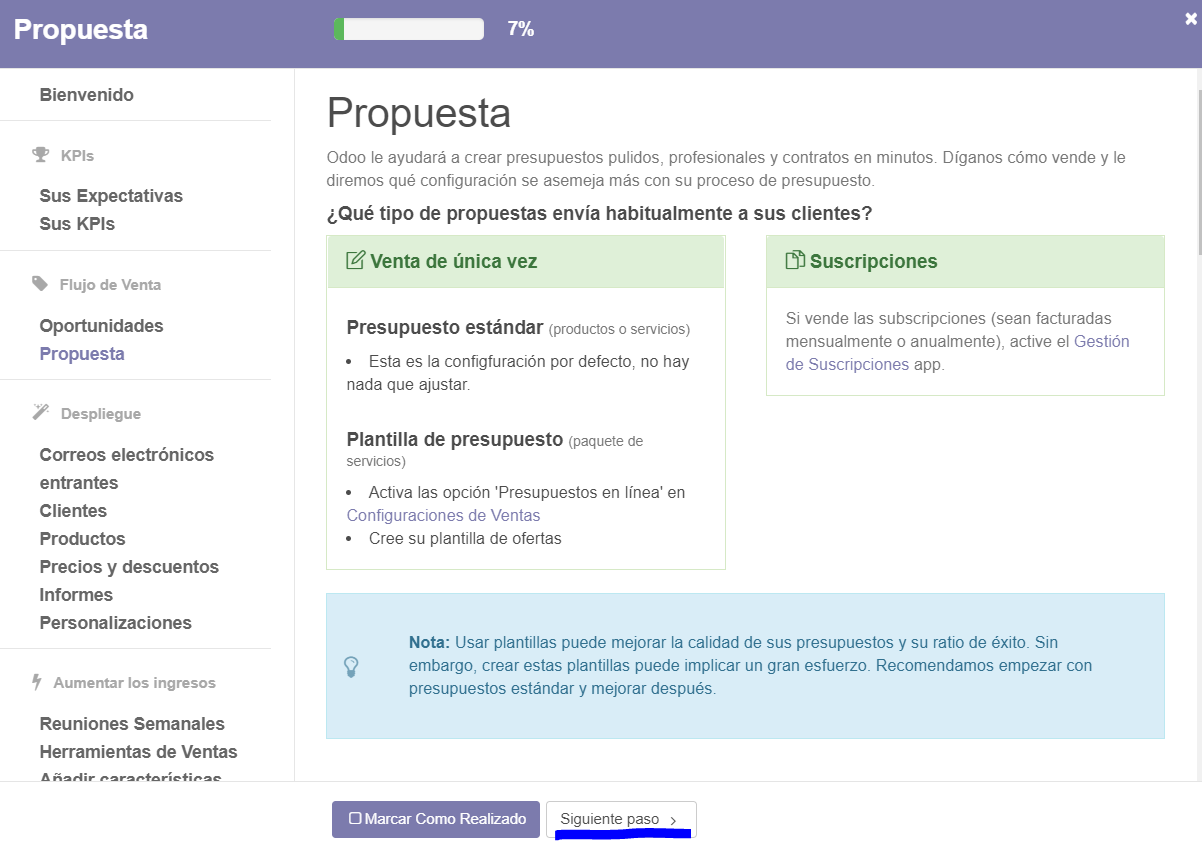 Propuesta
7%
Bienvenido
KPIs
Sus Expectativas
Sus KPIs
Flujo de Venta
Oportunidades
Propuesta
Despliegue
Correos electrónicos
entrantes
Clientes
Productos
Precios y descuentos
Informes
Personalizaciones
Aumentar los ingresos
Reuniones Semanales
Herramientas de Ventas
Añadir características
Propuesta
Odoo le ayudará a crear presupuestos pulidos, profesionales y contratos en minutos. Díganos cómo vende y le
diremos qué configuración se asemeja más con su proceso de presupuesto.
¿Qué tipo de propuestas envía habitualmente a sus clientes?
Venta de única vez
Presupuesto estándar (productos o servicios)
• Esta es la configfuración por defecto, no hay
nada que ajustar.
Plantilla de presupuesto (paquete de
servicios)
• Activa las opción 'Presupuestos en línea' en
Configuraciones de Ventas
• Cree su plantilla de ofertas
Suscripciones
Si vende las subscripciones (sean facturadas
mensualmente o anualmente), active el Gestión
de Suscripciones app.
Nota: Usar plantillas puede mejorar la calidad de sus presupuestos y su ratio de éxito. Sin
embargo, crear estas plantillas puede implicar un gran esfuerzo. Recomendamos empezar con
presupuestos estándar y mejorar después.
Marcar Como Realizado
Siguiente paso